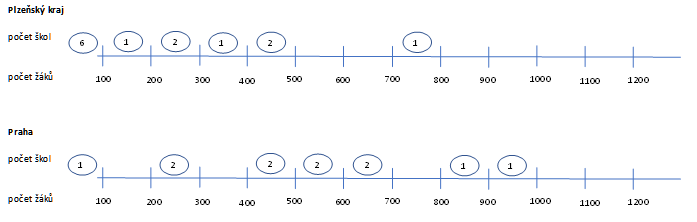 Plzeňský kraj
počet škol 6 1 2 1 2 1
počet žáků 100 200 300 400 500 600 700 800 900 1000 1100 1200
Praha
počet škol 1 2 2 2 2 1 1
počet žáků 100 200 300 400 500 600 700 800 900 1000 1100 1200